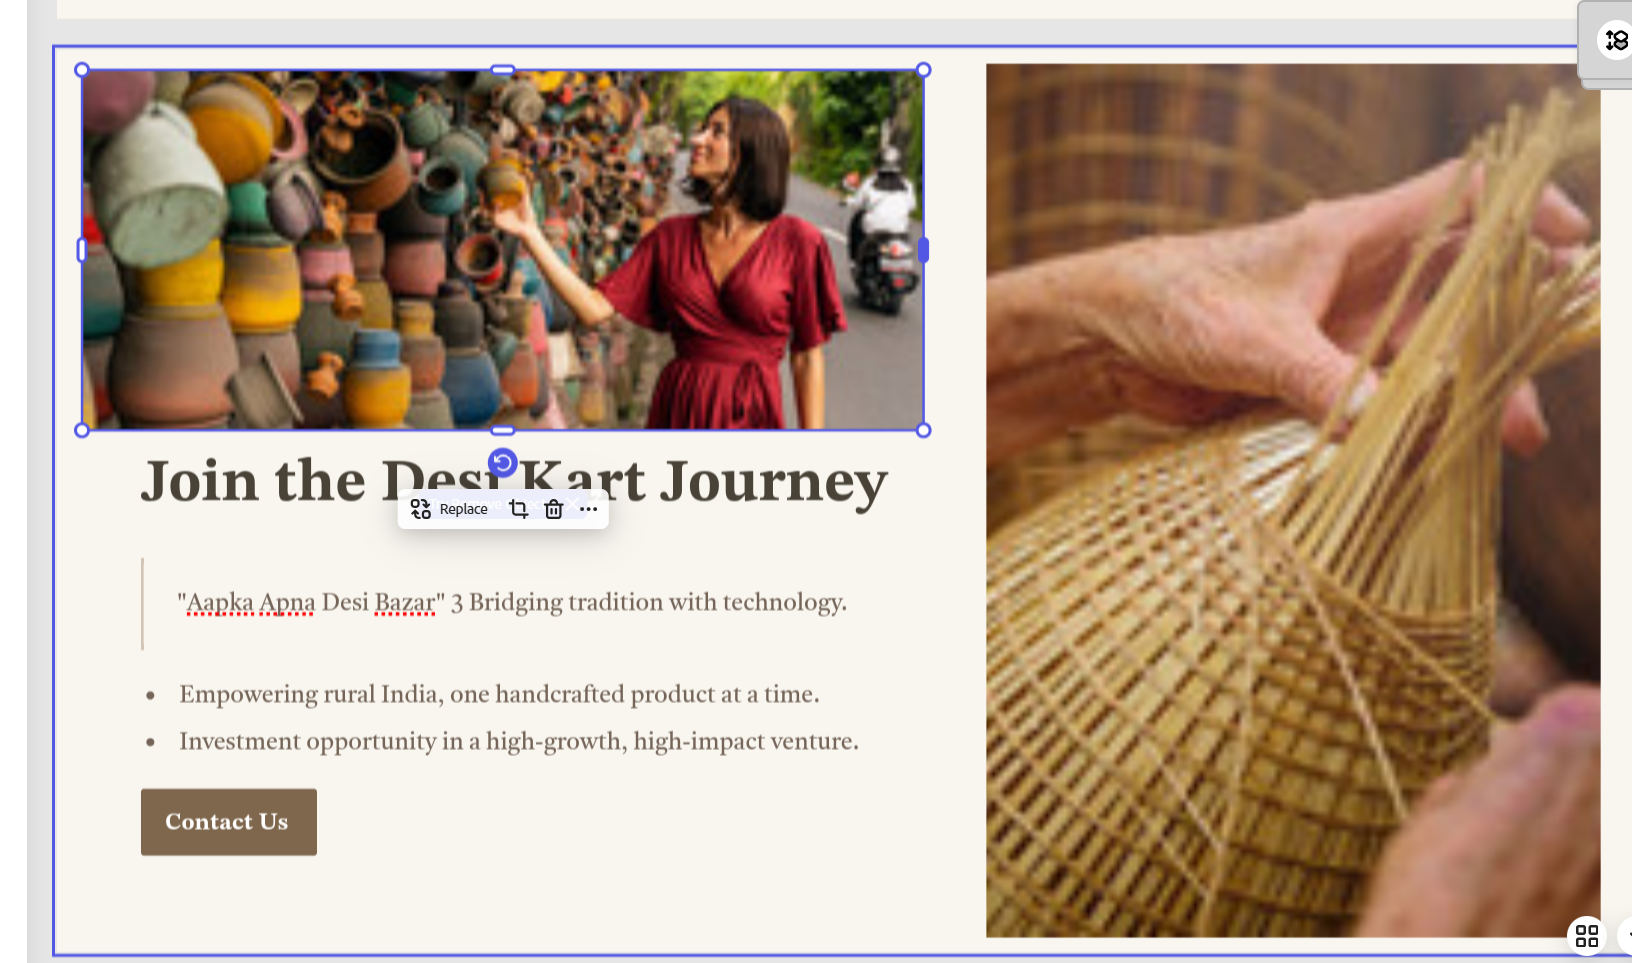 Join the Desi Kart Journey
Replace
"Aapka Apna Desi Bazar" 3 Bridging tradition with technology.
• Empowering rural India, one handcrafted product at a time.
• Investment opportunity in a high-growth, high-impact venture.
Contact Us